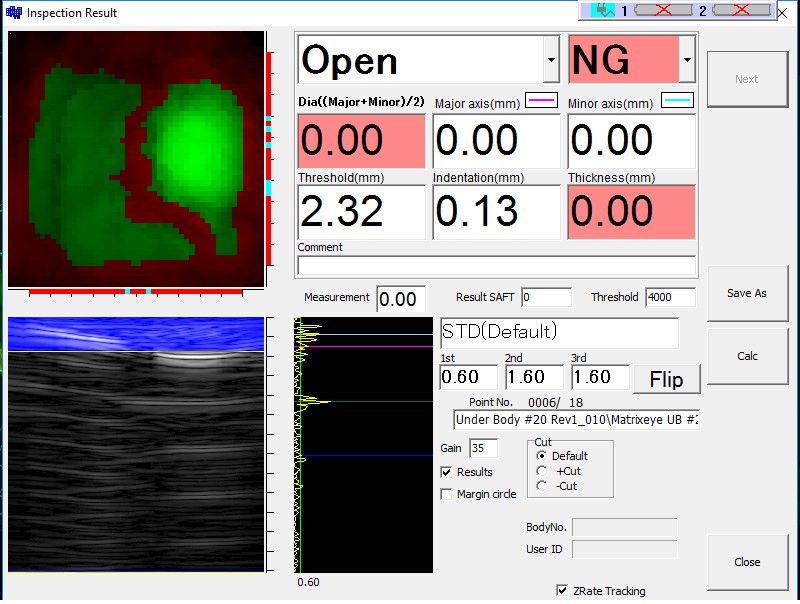 Inspection Result
1 2
Open NG
Next
Dia((Major+Minor)/2) Major axis(mm) Minor axis(mm)
0.00 0.00 0.00
Threshold(mm) Indentation(mm) Thickness(mm)
2.32 0.13 0.00
Comment
Measurement 0.00 Result SAFT 0 Threshold 4000
Save As
STD(Default)
Calc
1st 2nd 3rd
0.60 1.60 1.60 Flip
Point No. 0006/ 18
Under Body #20 Rev1_010\Matrixeye UB #2
Gain 35
Cut
Default
Results
+Cut
-Cut
Margin circle
BodyNo.
User ID
Close
0.60
ZRate Tracking